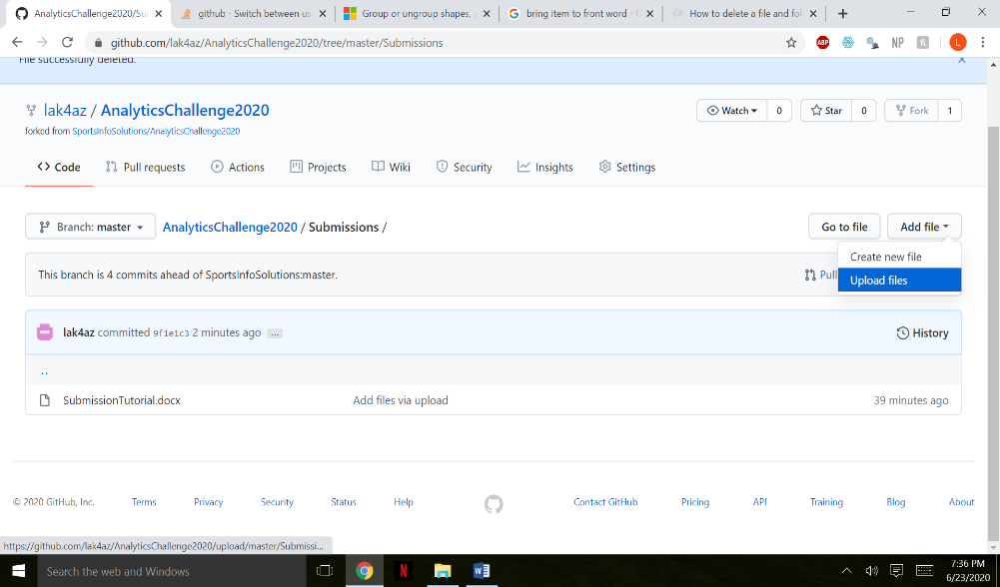 AnalyticsChallenge2020/Su
github - Switch between us
Group or ungroup shapes,
bring item to front word -
How to delete a file and fol
github.com/lak4az/AnalyticsChallenge2020/tree/master/Submissions
ABP
NP
L
File successfully deleted.
lak4az / AnalyticsChallenge2020
Watch 0
Star 0
Fork 1
forked from SportsInfoSolutions/AnalyticsChallenge2020
Code
Pull requests
Actions
Projects
Wiki
Security
Insights
Settings
Branch: master
AnalyticsChallenge2020 / Submissions /
Go to file
Add file
Create new file
Upload files
This branch is 4 commits ahead of SportsInfoSolutions:master.
Pull
lak4az committed 9f1e1c3 2 minutes ago ...
History
..
SubmissionTutorial.docx
Add files via upload
39 minutes ago
© 2020 GitHub, Inc.
Terms
Privacy
Security
Status
Help
Contact GitHub
Pricing
API
Training
Blog
About
https://github.com/lak4az/AnalyticsChallenge2020/upload/master/Submissi...
Search the web and Windows
7:36 PM
6/23/2020